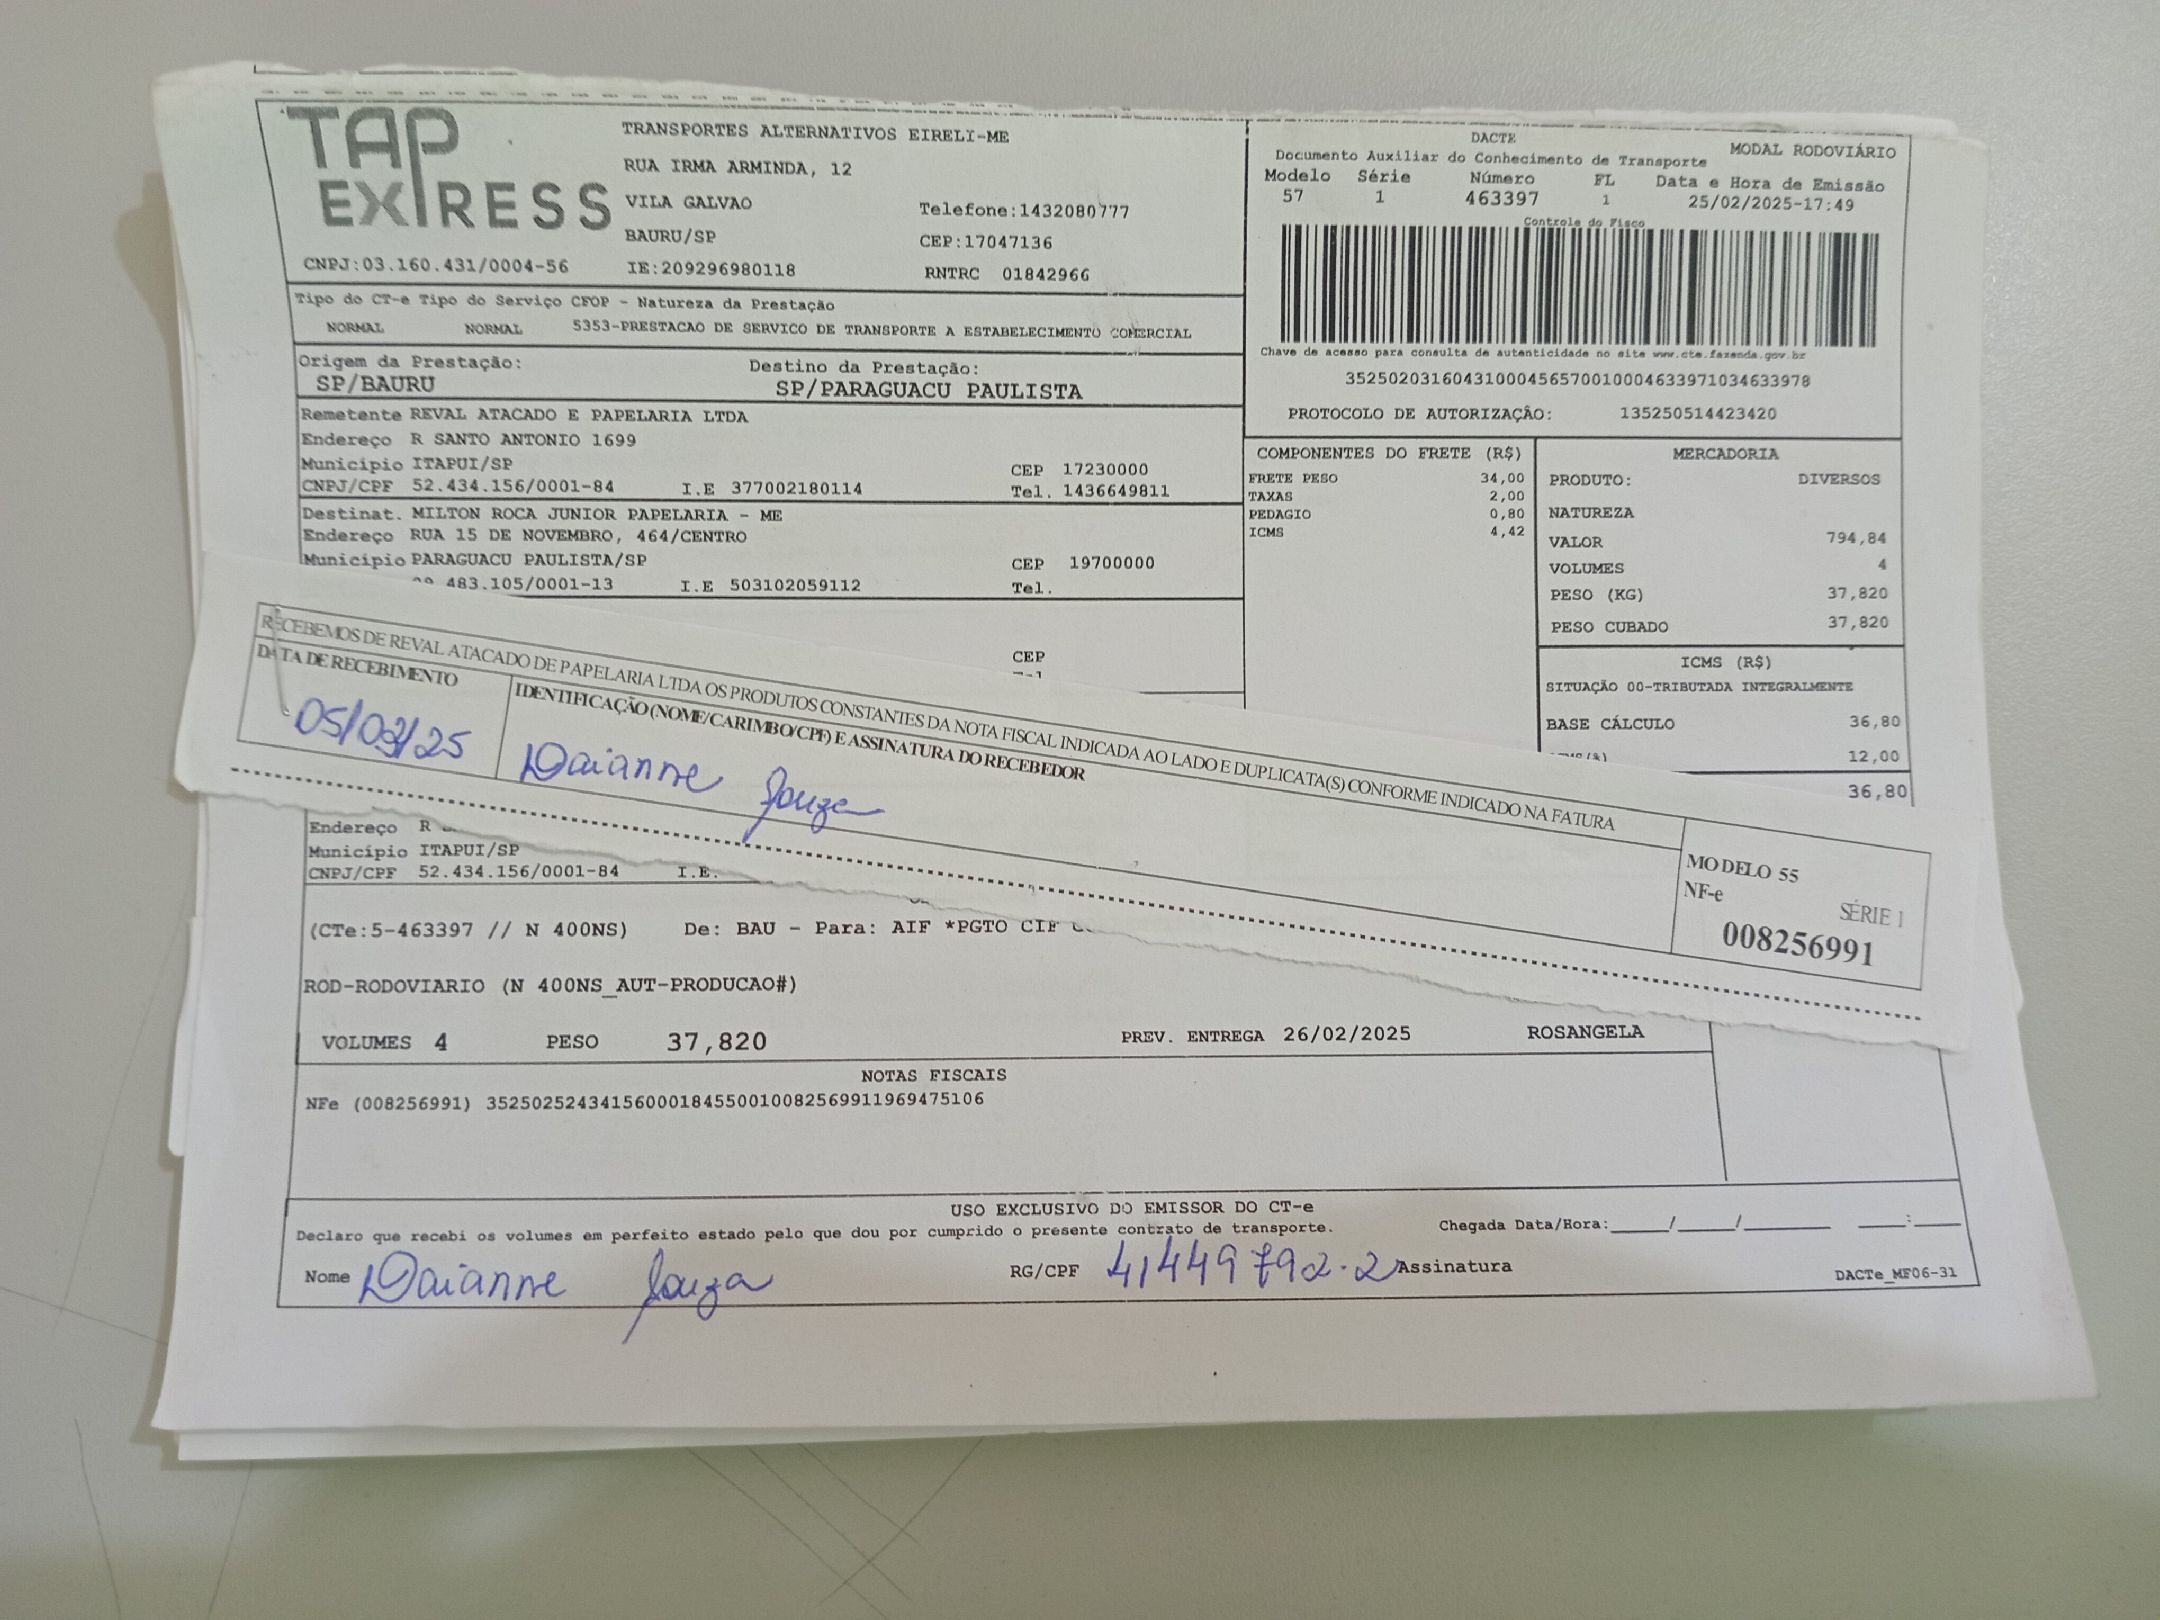 TAP EXPRESS
CNPJ:03.160.431/0004-56
TRANSPORTES ALTERNATIVOS EIRELI-ME
RUA IRMA ARMINDA, 12
VILA GALVAO
Telefone:1432080777
BAURU/SP
CEP:17047136
IE:209296980118
RNTRC 01842966
DACTE
MODAL RODOVIÁRIO
Documento Auxiliar do Conhecimento de Transporte
Modelo Série Número FL Data e Hora de Emissão
57 1 463397 1 25/02/2025-17:49
Controle do Fisco
Chave de acesso para consulta de autenticidade no site www.cte.fazenda.gov.br
35250203160431000456570010004633971034633978
PROTOCOLO DE AUTORIZAÇÃO: 135250514423420
Tipo do CT-e Tipo do Serviço CFOP - Natureza da Prestação
NORMAL NORMAL 5353-PRESTACAO DE SERVICO DE TRANSPORTE A ESTABELECIMENTO COMERCIAL
Origem da Prestação: Destino da Prestação:
SP/BAURU SP/PARAGUACU PAULISTA
Remetente REVAL ATACADO E PAPELARIA LTDA
Endereço R SANTO ANTONIO 1699
Município ITAPUI/SP CEP 17230000
CNPJ/CPF 52.434.156/0001-84 I.E 377002180114 Tel. 1436649811
Destinat. MILTON ROCA JUNIOR PAPELARIA - ME
Endereço RUA 15 DE NOVEMBRO, 464/CENTRO
Município PARAGUACU PAULISTA/SP CEP 19700000
483.105/0001-13 I.E 503102059112 Tel.
CEP
COMPONENTES DO FRETE (R$)
FRETE PESO 34,00
TAXAS 2,00
PEDAGIO 0,80
ICMS 4,42
MERCADORIA
PRODUTO: DIVERSOS
NATUREZA
VALOR 794,84
VOLUMES 4
PESO (KG) 37,820
PESO CUBADO 37,820
ICMS (R$)
SITUAÇÃO 00-TRIBUTADA INTEGRALMENTE
BASE CÁLCULO 36,80
12,00
36,80
RECEBEMOS DE REVAL ATACADO DE PAPELARIA LTDA OS PRODUTOS CONSTANTES DA NOTA FISCAL INDICADA AO LADO E DUPLICATA(S) CONFORME INDICADO NA FATURA
DATA DE RECEBIMENTO
05/03/25
IDENTIFICAÇÃO (NOME/CARIMBO/CPF) E ASSINATURA DO RECEBEDOR
Daianne Souza
MODELO 55
NF-e
SÉRIE 1
008256991
Endereço R
Município ITAPUI/SP
CNPJ/CPF 52.434.156/0001-84 I.E.
(CTe:5-463397 // N 400NS) De: BAU - Para: AIF *PGTO CIF
ROD-RODOVIARIO (N 400NS_AUT-PRODUCAO#)
VOLUMES 4 PESO 37,820 PREV. ENTREGA 26/02/2025 ROSANGELA
NOTAS FISCAIS
NFe (008256991) 35250252434156000184550010082569911969475106
USO EXCLUSIVO DO EMISSOR DO CT-e
Declaro que recebi os volumes em perfeito estado pelo que dou por cumprido o presente contrato de transporte. Chegada Data/Hora:____/____/______ ___:___
Nome Daianne Souza RG/CPF 41449792-2 Assinatura
DACTe_MF06-31